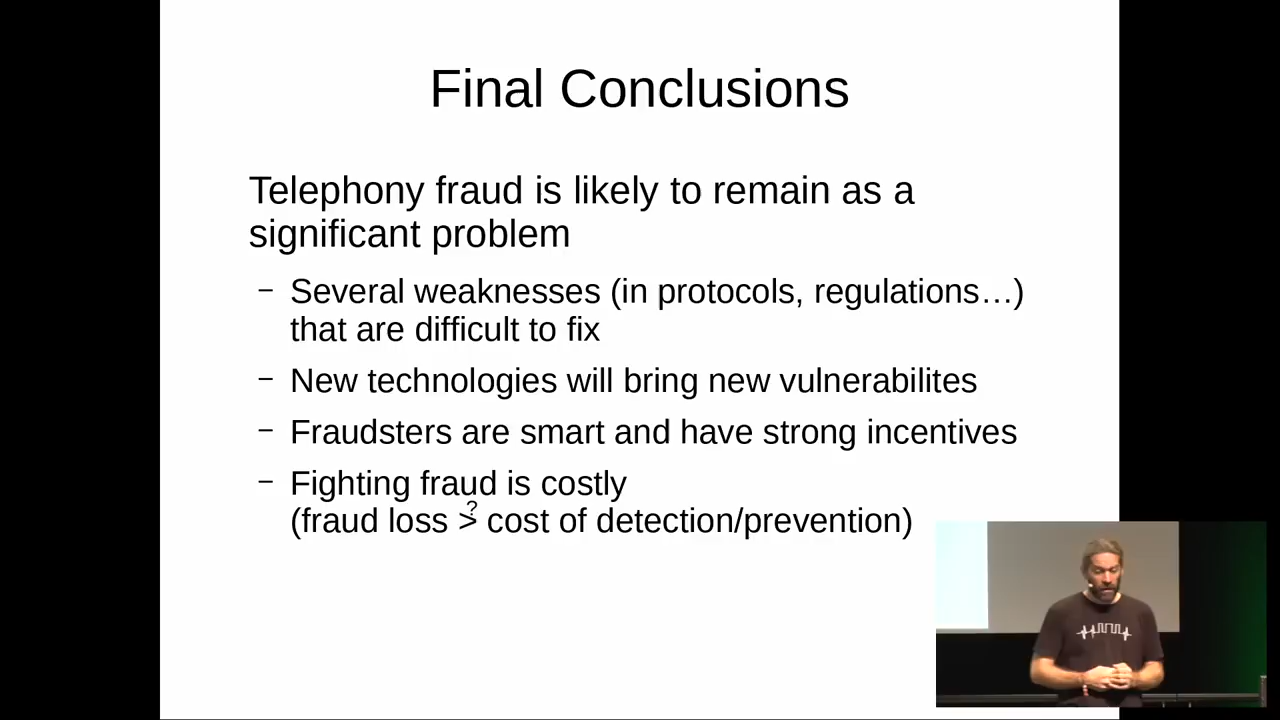 Final Conclusions
Telephony fraud is likely to remain as a
significant problem
– Several weaknesses (in protocols, regulations…)
that are difficult to fix
– New technologies will bring new vulnerabilites
– Fraudsters are smart and have strong incentives
– Fighting fraud is costly
?
(fraud loss > cost of detection/prevention)